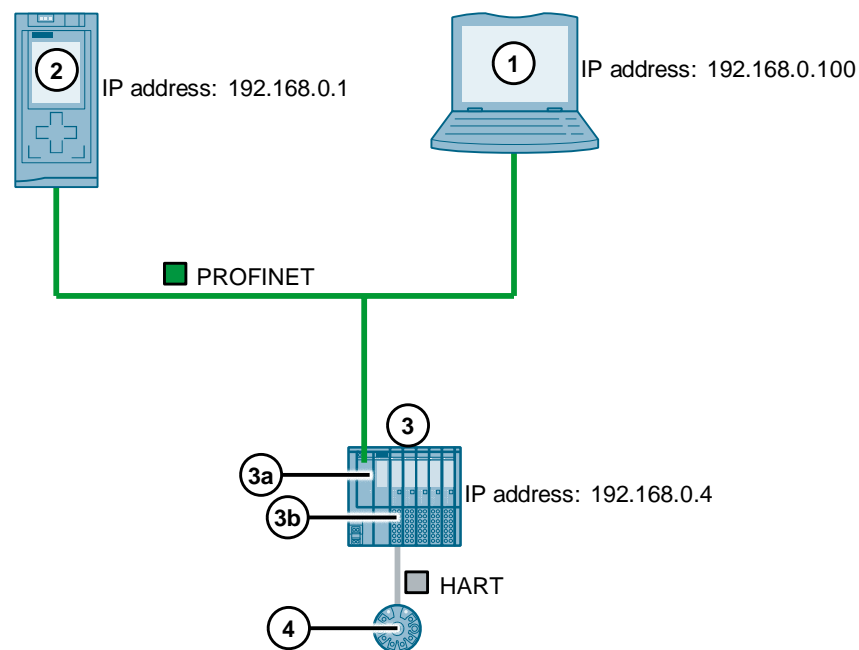 2
IP address: 192.168.0.1
1
IP address: 192.168.0.100
PROFINET
3
3a
IP address: 192.168.0.4
3b
HART
4